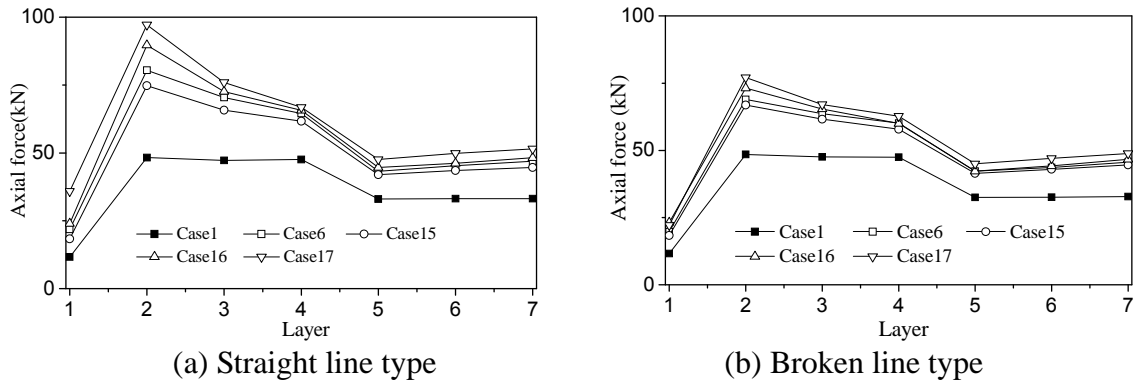 100
50
0
Axial force(kN)
Case1 Case6 Case15
Case16 Case17
1 2 3 4 5 6 7
Layer
(a) Straight line type
100
50
0
Axial force (kN)
Case1 Case6 Case15
Case16 Case17
1 2 3 4 5 6 7
Layer
(b) Broken line type